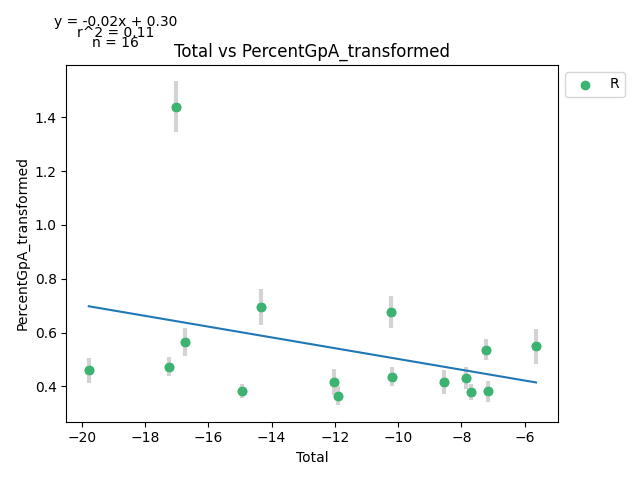 y = -0.02x + 0.30
r^2 = 0.11
n = 16
Total vs PercentGpA_transformed
R
PercentGpA_transformed
1.4
1.2
1.0
0.8
0.6
0.4
−20 −18 −16 −14 −12 −10 −8 −6
Total